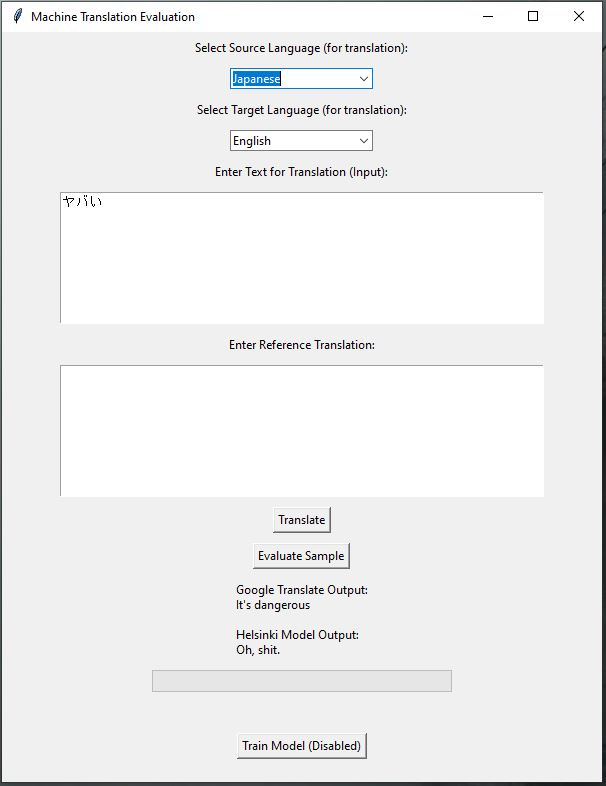 Machine Translation Evaluation
Select Source Language (for translation):
Japanese
Select Target Language (for translation):
English
Enter Text for Translation (Input):
ヤバい
Enter Reference Translation:
Translate
Evaluate Sample
Google Translate Output:
It's dangerous
Helsinki Model Output:
Oh, shit.
Train Model (Disabled)